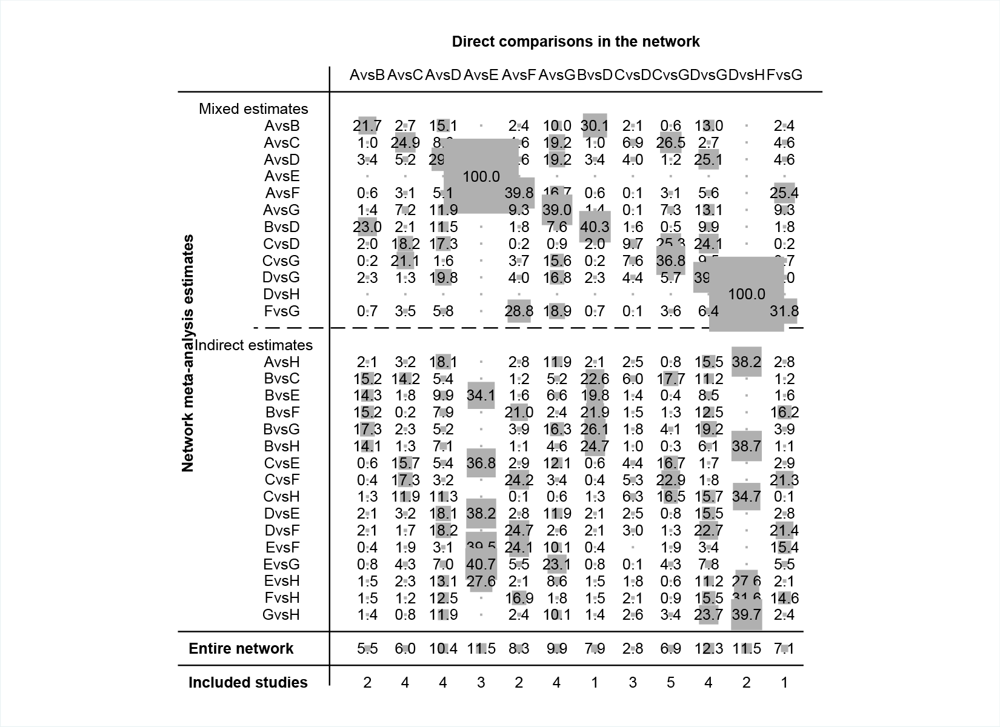 Direct comparisons in the network
AvsB AvsC AvsD AvsE AvsF AvsG BvsD CvsD CvsG DvsG DvsH FvsG
Network meta-analysis estimates
Mixed estimates
AvsB 21.7 2.7 15.1 2.4 10.0 30.1 2.1 0.6 13.0 2.4
AvsC 1.0 24.9 19.2 1.0 6.9 26.5 2.7 4.6
AvsD 3.4 5.2 19.2 3.4 4.0 1.2 25.1 4.6
AvsE 100.0
AvsF 0.6 3.1 5.1 39.8 16.7 0.6 0.1 3.1 5.6 25.4
AvsG 1.4 7.2 11.9 9.3 39.0 1.4 0.1 7.3 13.1 9.3
BvsD 23.0 2.1 11.5 1.8 7.6 40.3 1.6 0.5 9.9 1.8
CvsD 2.0 18.2 17.3 0.2 0.9 2.0 9.7 25.3 24.1 0.2
CvsG 0.2 21.1 1.6 3.7 15.6 0.2 7.6 36.8
DvsG 2.3 1.3 19.8 4.0 16.8 2.3 4.4 5.7
DvsH 100.0
FvsG 0.7 3.5 5.8 28.8 18.9 0.7 0.1 3.6 6.4 31.8
Indirect estimates
AvsH 2.1 3.2 18.1 2.8 11.9 2.1 2.5 0.8 15.5 38.2 2.8
BvsC 15.2 14.2 5.4 1.2 5.2 22.6 6.0 17.7 11.2 1.2
BvsE 14.3 1.8 9.9 34.1 1.6 6.6 19.8 1.4 0.4 8.5 1.6
BvsF 15.2 0.2 7.9 21.0 2.4 21.9 1.5 1.3 12.5 16.2
BvsG 17.3 2.3 5.2 3.9 16.3 26.1 1.8 4.1 19.2 3.9
BvsH 14.1 1.3 7.1 1.1 4.6 24.7 1.0 0.3 6.1 38.7 1.1
CvsE 0.6 15.7 5.4 36.8 2.9 12.1 0.6 4.4 16.7 1.7 2.9
CvsF 0.4 17.3 3.2 24.2 3.4 0.4 5.3 22.9 1.8 21.3
CvsH 1.3 11.9 11.3 0.1 0.6 1.3 6.3 16.5 15.7 34.7 0.1
DvsE 2.1 3.2 18.1 38.2 2.8 11.9 2.1 2.5 0.8 15.5 2.8
DvsF 2.1 1.7 18.2 24.7 2.6 2.1 3.0 1.3 22.7 21.4
EvsF 0.4 1.9 3.1 39.5 24.1 10.1 0.4 1.9 3.4 15.4
EvsG 0.8 4.3 7.0 40.7 5.5 23.1 0.8 0.1 4.3 7.8 5.5
EvsH 1.5 2.3 13.1 27.6 2.1 8.6 1.5 1.8 0.6 11.2 27.6 2.1
FvsH 1.5 1.2 12.5 16.9 1.8 1.5 2.1 0.9 15.5 31.6 14.6
GvsH 1.4 0.8 11.9 2.4 10.1 1.4 2.6 3.4 23.7 39.7 2.4
Entire network 5.5 6.0 10.4 11.5 8.3 9.9 7.9 2.8 6.9 12.3 11.5 7.1
Included studies 2 4 4 3 2 4 1 3 5 4 2 1